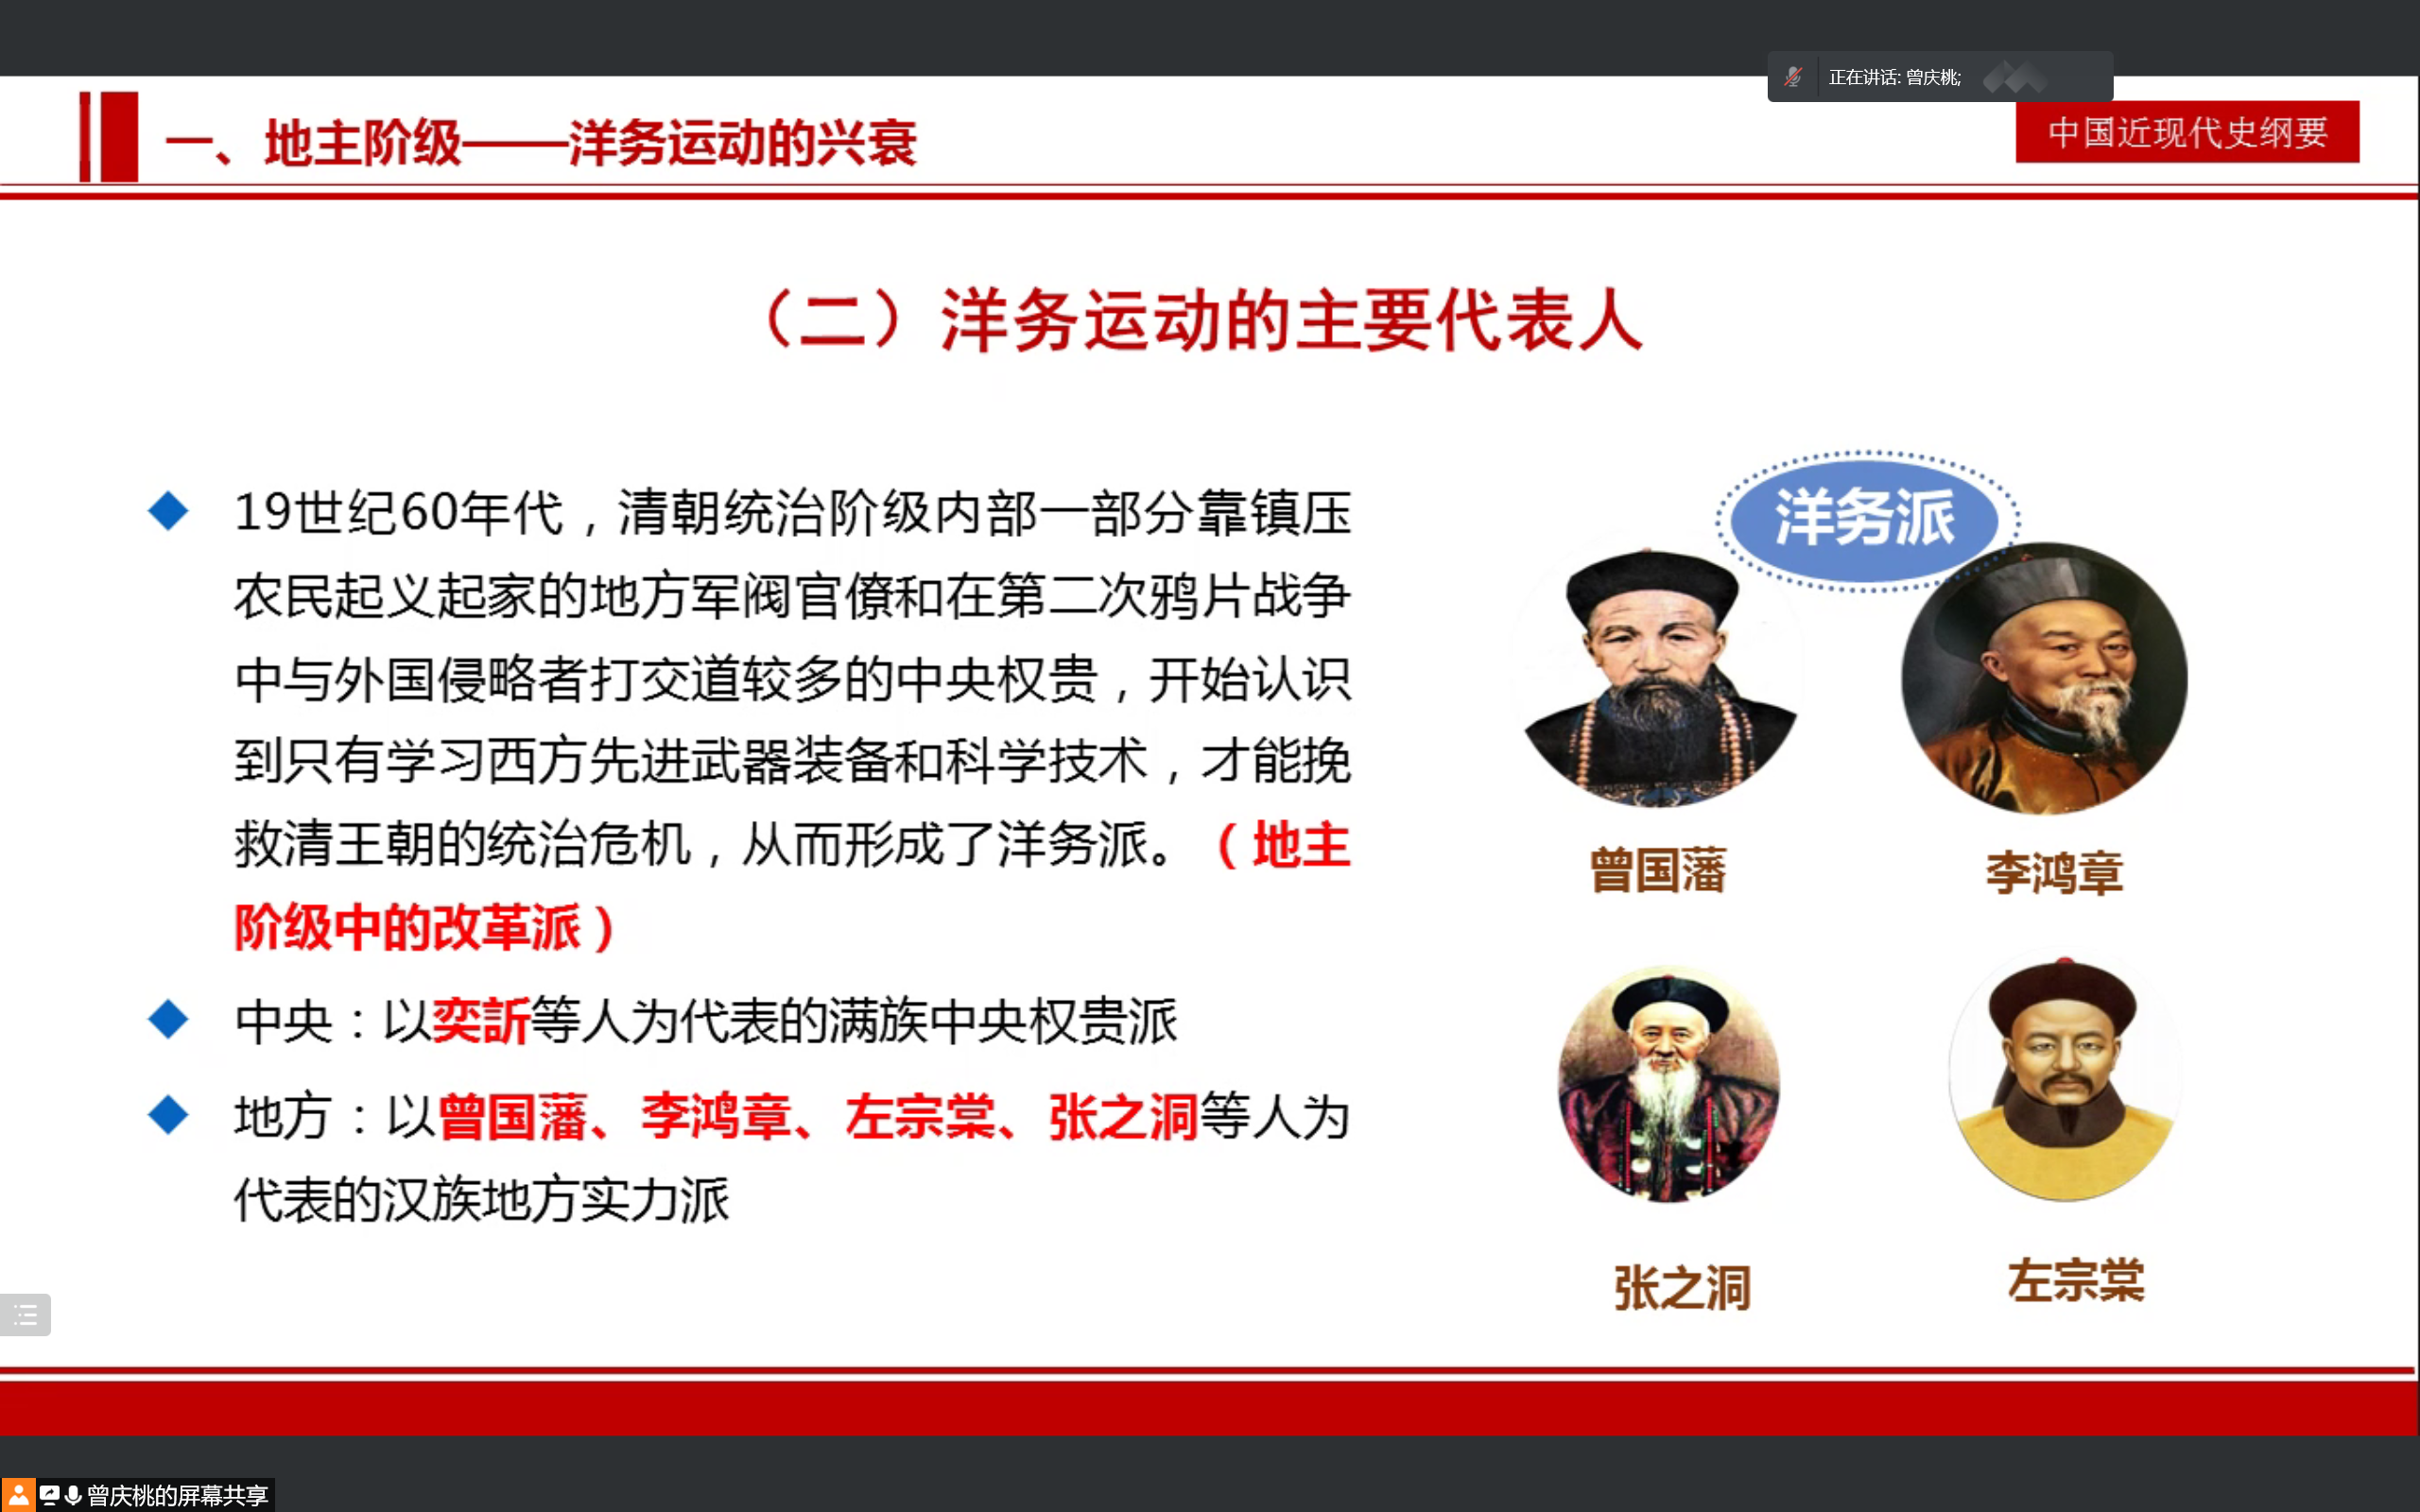 正在讲话: 曾庆桃;
一、地主阶级——洋务运动的兴衰
中国近现代史纲要
（二）洋务运动的主要代表人
19世纪60年代，清朝统治阶级内部一部分靠镇压
农民起义起家的地方军阀官僚和在第二次鸦片战争
中与外国侵略者打交道较多的中央权贵，开始认识
到只有学习西方先进武器装备和科学技术，才能挽
救清王朝的统治危机，从而形成了洋务派。（地主
阶级中的改革派）
中央：以奕訢等人为代表的满族中央权贵派
地方：以曾国藩、李鸿章、左宗棠、张之洞等人为
代表的汉族地方实力派
洋务派
曾国藩
李鸿章
张之洞
左宗棠
曾庆桃的屏幕共享